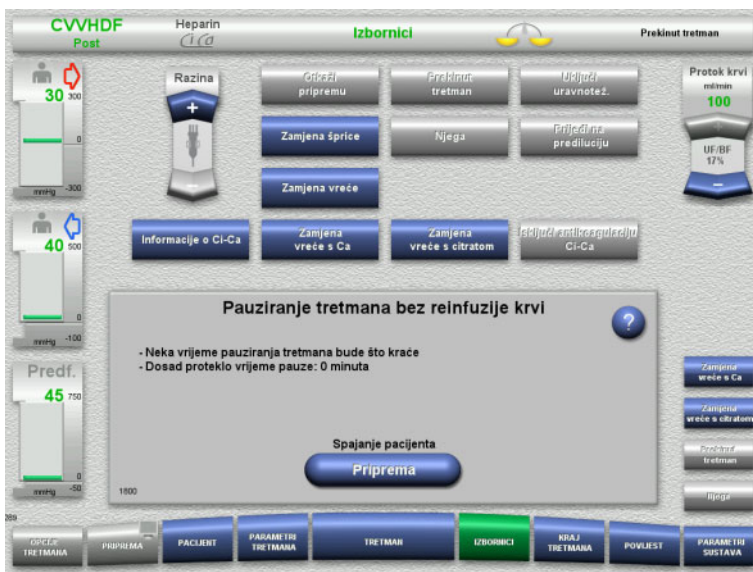 CVVHDF
Post
Heparin
Ci Ca
Izbornici
Prekinut tretman
30
300
0
mmHg
-300
40
500
0
mmHg
-100
Predf.
45
750
0
mmHg
-50
Razina
+
–
Otkaži
pripremu
Prekinut
tretman
Uključi
uravnotež.
Zamjena šprice
Njega
Prijeđi na
prediluciju
Zamjena vreće
Informacije o Ci-Ca
Zamjena
vreće s Ca
Zamjena
vreće s citratom
Isključi antikoagulaciju
Ci-Ca
Protok krvi
ml/min
100
+
UF/BF
17%
–
Pauziranje tretmana bez reinfuzije krvi
?
- Neka vrijeme pauziranja tretmana bude što kraće
- Dosad proteklo vrijeme pauze: 0 minuta
Spajanje pacijenta
Priprema
1800
Zamjena
vreće s Ca
Zamjena
vreće s citratom
Prekinut
tretman
Njega
OPCIJE
TRETMANA
PRIPREMA
PACIJENT
PARAMETRI
TRETMANA
TRETMAN
IZBORNICI
KRAJ
TRETMANA
POVIJEST
PARAMETRI
SUSTAVA